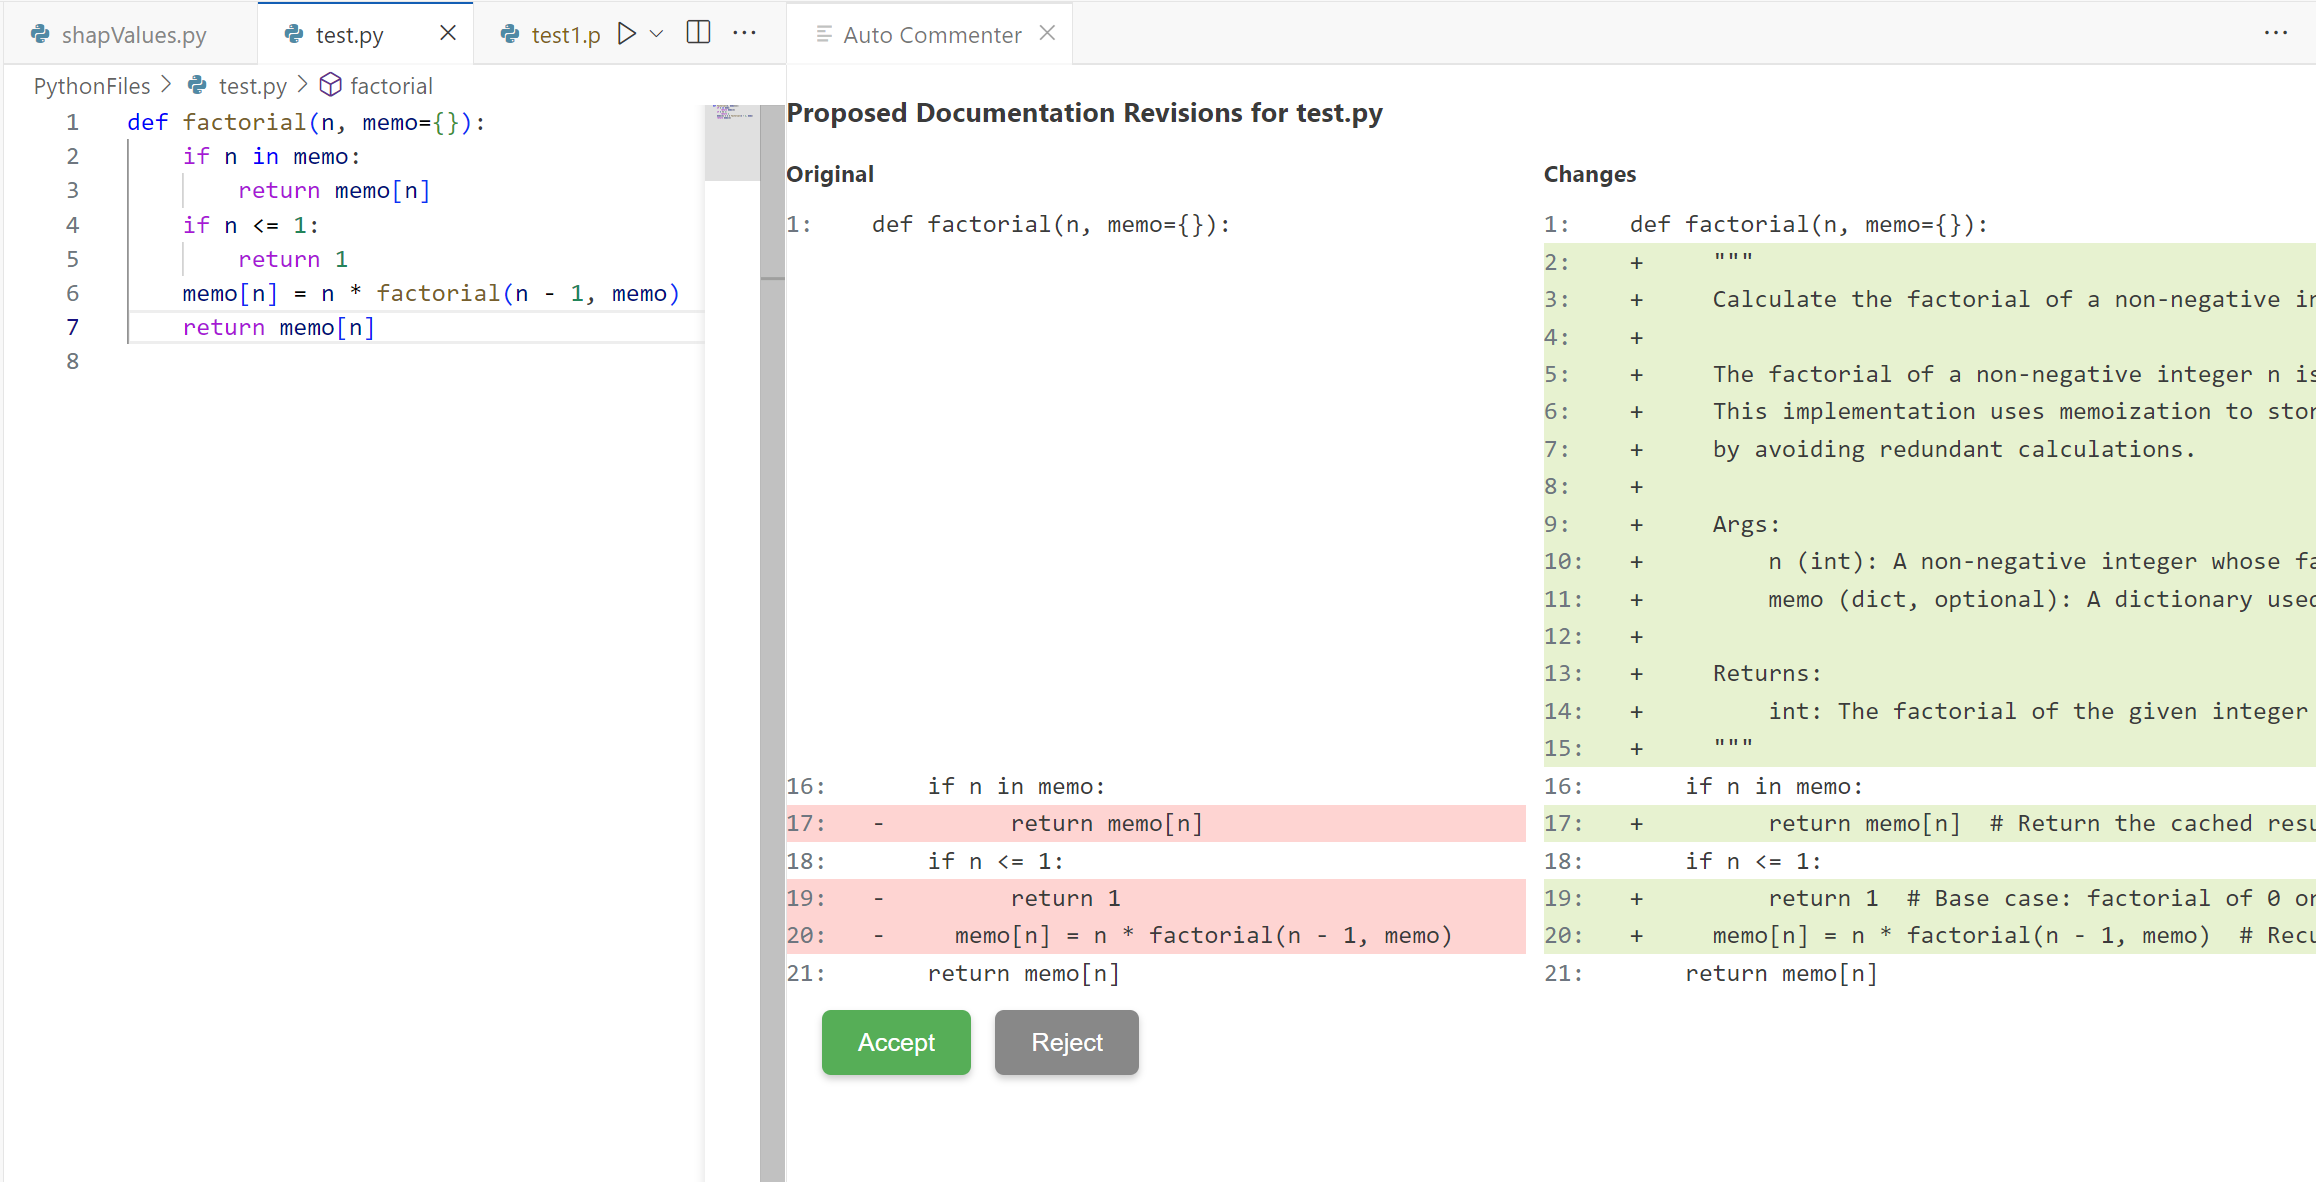 shapValues.py
test.py
test1.p
Auto Commenter
PythonFiles > test.py > factorial
1 def factorial(n, memo={}):
2 if n in memo:
3 return memo[n]
4 if n <= 1:
5 return 1
6 memo[n] = n * factorial(n - 1, memo)
7 return memo[n]
8
Proposed Documentation Revisions for test.py
Original
1: def factorial(n, memo={}):
16: if n in memo:
17: - return memo[n]
18: if n <= 1:
19: - return 1
20: - memo[n] = n * factorial(n - 1, memo)
21: return memo[n]
Changes
1: def factorial(n, memo={}):
2: + """
3: + Calculate the factorial of a non-negative
4: +
5: + The factorial of a non-negative integer n
6: + This implementation uses memoization to
7: + by avoiding redundant calculations.
8: +
9: + Args:
10: + n (int): A non-negative integer whose
11: + memo (dict, optional): A dictionary
12: +
13: + Returns:
14: + int: The factorial of the given integer
15: + """
16: if n in memo:
17: + return memo[n] # Return the cached
18: if n <= 1:
19: + return 1 # Base case: factorial of 0
20: + memo[n] = n * factorial(n - 1, memo) #
21: return memo[n]
Accept
Reject